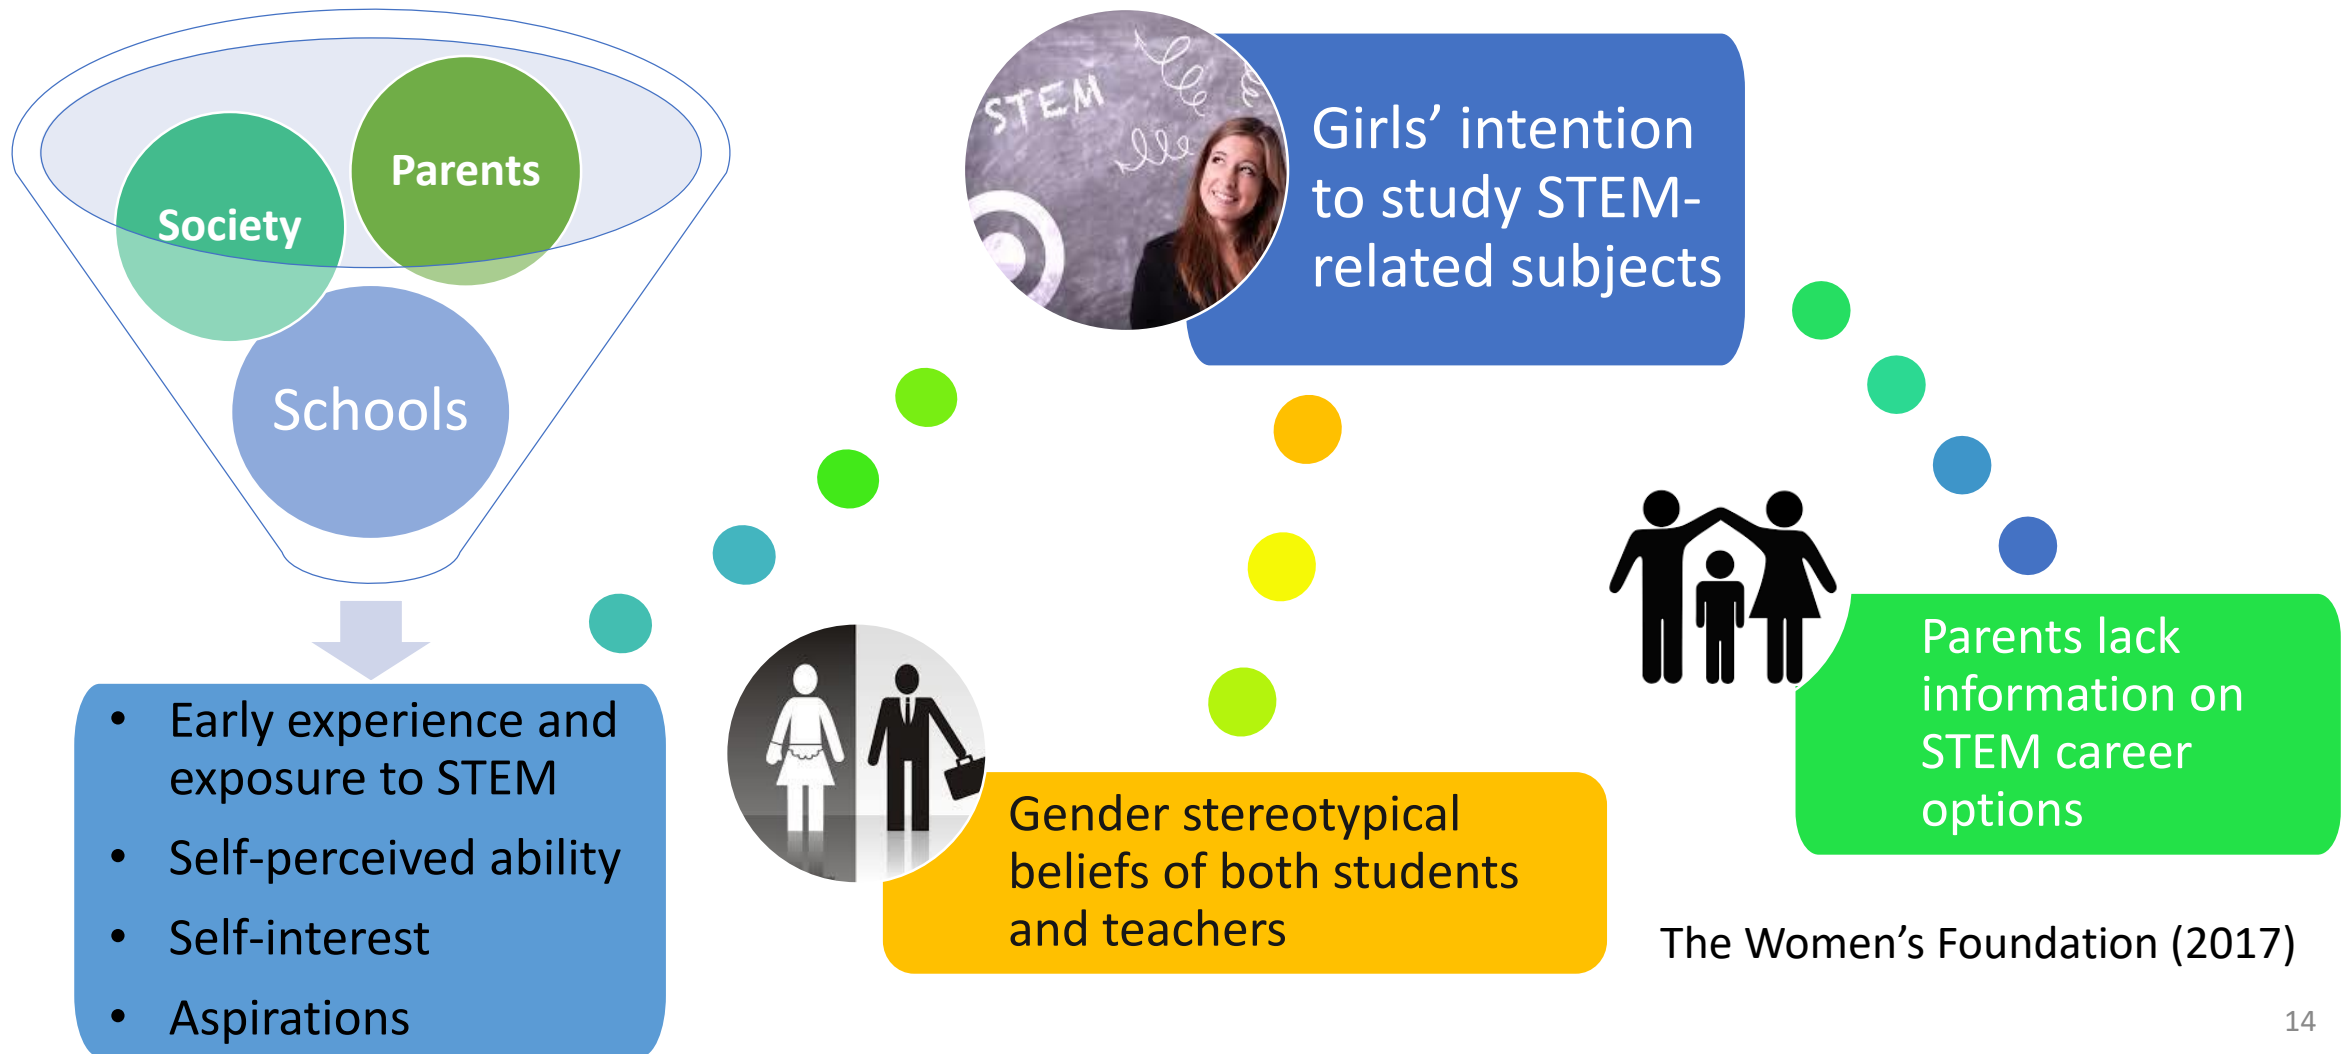 Parents
Society
Schools
• Early experience and
exposure to STEM
• Self-perceived ability
• Self-interest
• Aspirations
STEM
Girls’ intention
to study STEM-
related subjects
Gender stereotypical
beliefs of both students
and teachers
Parents lack
information on
STEM career
options
The Women’s Foundation (2017)
14